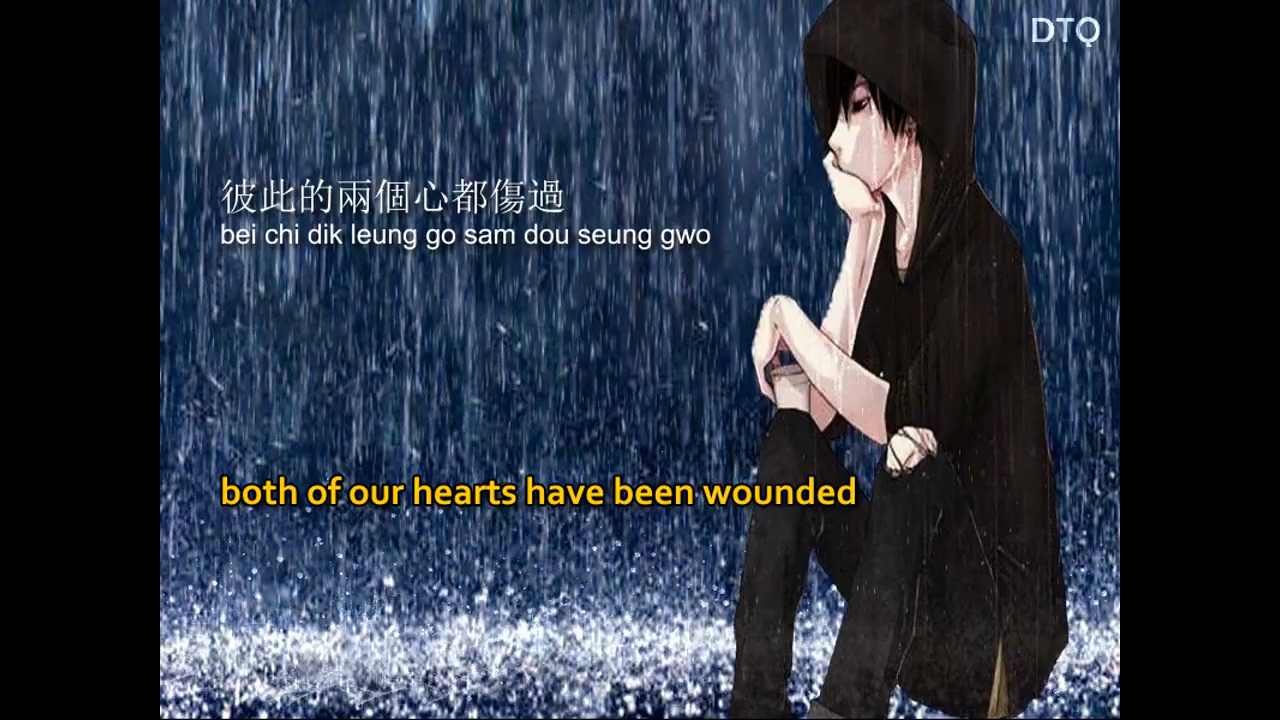 DTQ
彼此的兩個心都傷過
bei chi dik leung go sam dou seung gwo
both of our hearts have been wounded